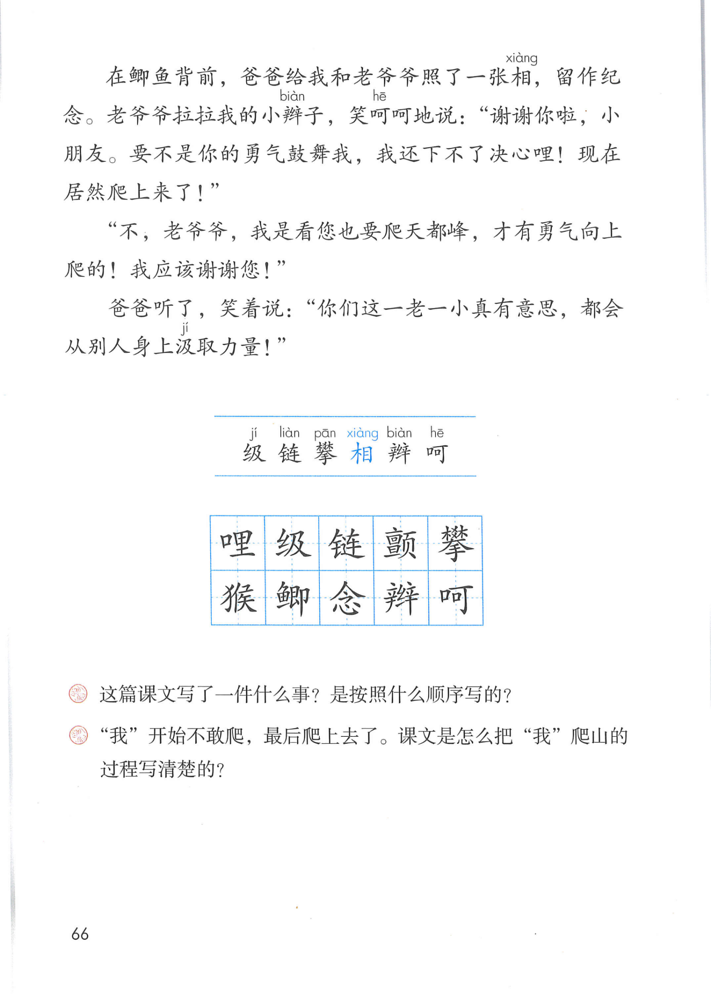 xiàng
在鲫鱼背前，爸爸给我和老爷爷照了一张相，留作纪
biàn hē
念。老爷爷拉拉我的小辫子，笑呵呵地说：“谢谢你啦，小
朋友。要不是你的勇气鼓舞我，我还下不了决心哩！现在
居然爬上来了！”
“不，老爷爷，我是看您也要爬天都峰，才有勇气向上
爬的！我应该谢谢您！”
爸爸听了，笑着说：“你们这一老一小真有意思，都会
jí
从别人身上汲取力量！”
jí liàn pān xiàng biàn hē
级 链 攀 相 辫 呵
哩 级 链 颤 攀
猴 鲫 念 辫 呵
这篇课文写了一件什么事？是按照什么顺序写的？
“我”开始不敢爬，最后爬上去了。课文是怎么把“我”爬山的
过程写清楚的？
66